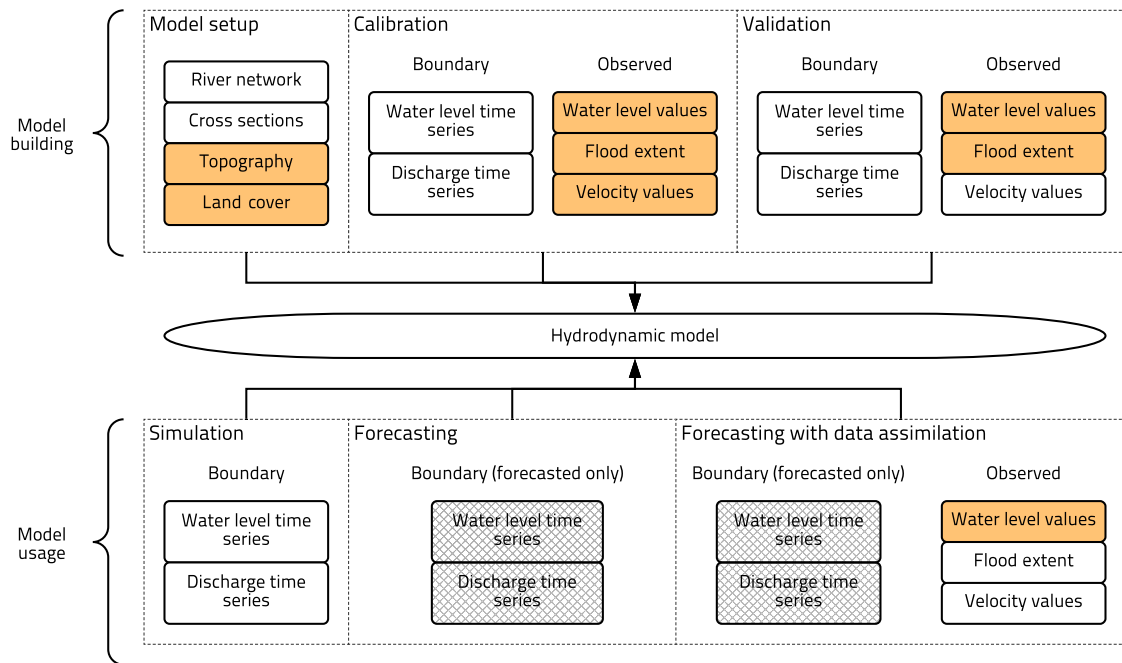 Model setup
Calibration
Validation
Boundary
Observed
Boundary
Observed
Model
building
River network
Cross sections
Topography
Land cover
Water level time
series
Discharge time
series
Water level values
Flood extent
Velocity values
Water level time
series
Discharge time
series
Water level values
Flood extent
Velocity values
Hydrodynamic model
Model
usage
Simulation
Boundary
Water level time
series
Discharge time
series
Forecasting
Boundary (forecasted only)
Water level time
series
Discharge time
series
Forecasting with data assimilation
Boundary (forecasted only)
Observed
Water level time
series
Discharge time
series
Water level values
Flood extent
Velocity values